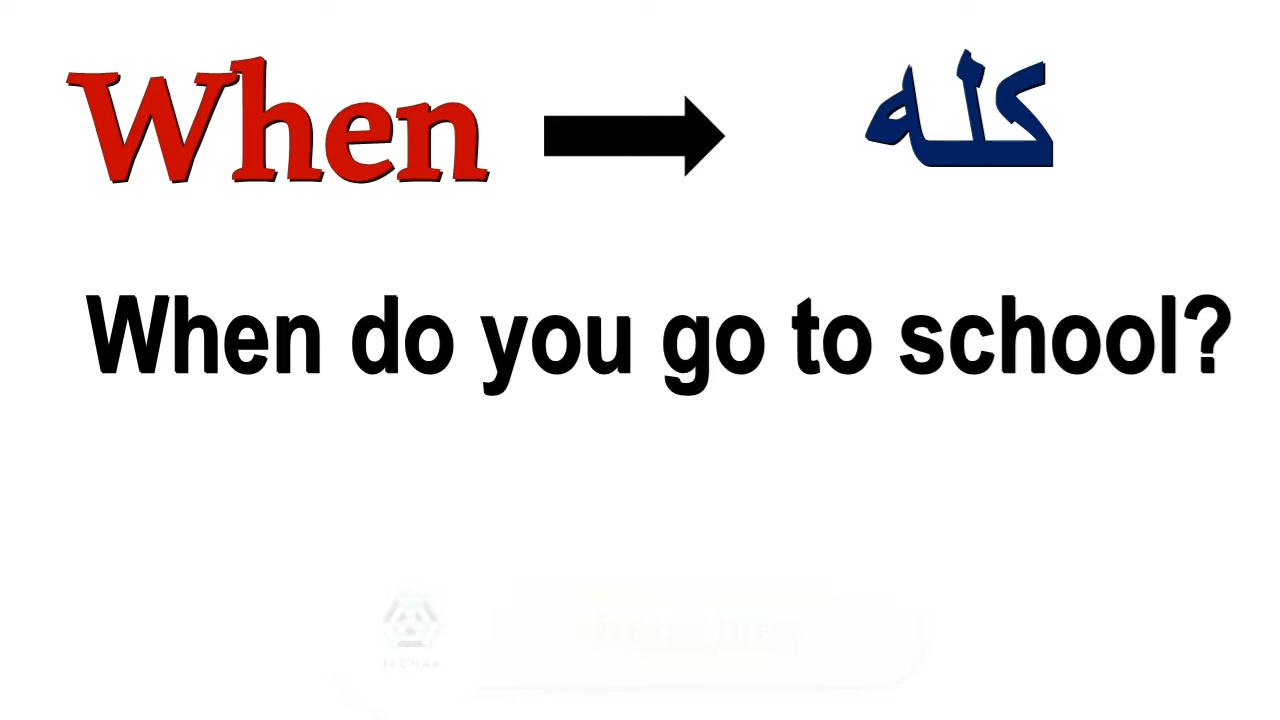 When → کله
When do you go to school?